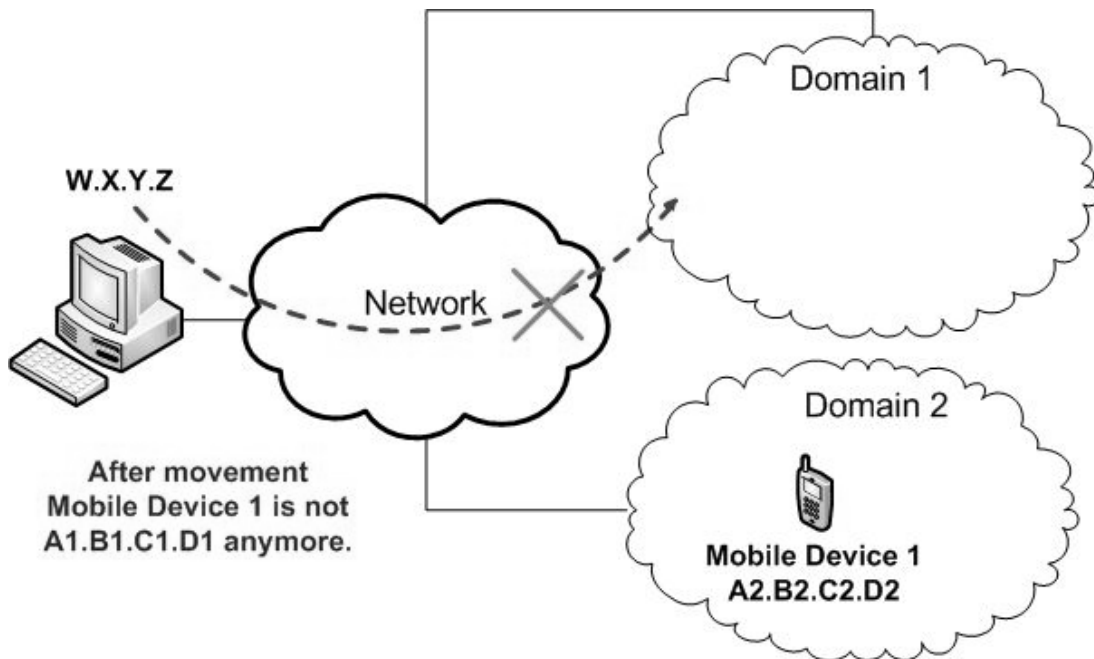 Domain 1
W.X.Y.Z
Network
Domain 2
After movement
Mobile Device 1 is not
A1.B1.C1.D1 anymore.
Mobile Device 1
A2.B2.C2.D2